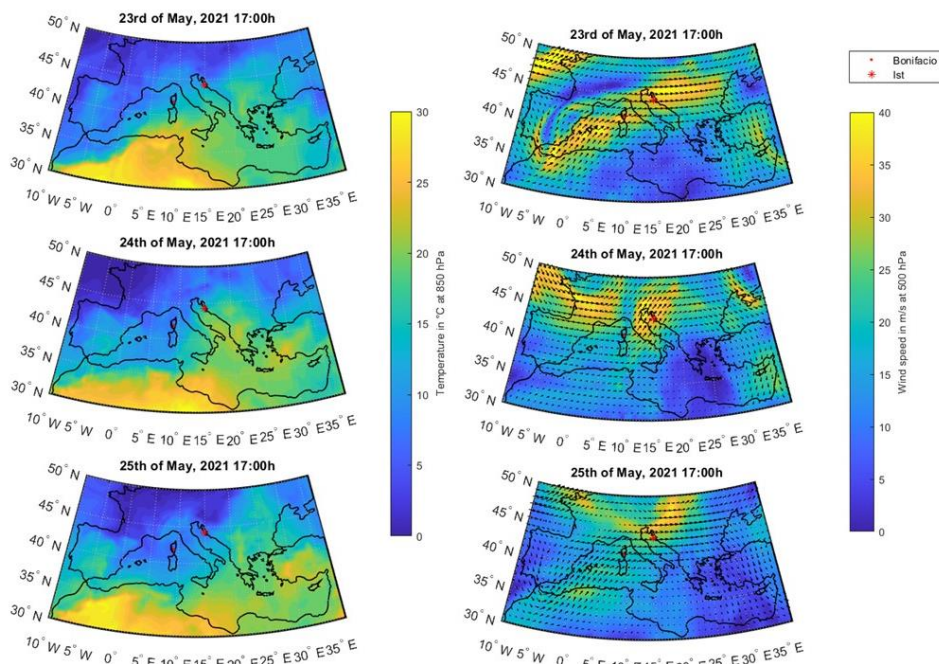 23rd of May, 2021 17:00h
50° N
45° N
40° N
35° N
30° N
10° W 5° W 0° 5° E 10° E 15° E 20° E 25° E 30° E 35° E
24th of May, 2021 17:00h
50° N
45° N
40° N
35° N
30° N
10° W 5° W 0° 5° E 10° E 15° E 20° E 25° E 30° E 35° E
25th of May, 2021 17:00h
50° N
45° N
40° N
35° N
30° N
10° W 5° W 0° 5° E 10° E 15° E 20° E 25° E 30° E 35° E
30
25
20
15
10
5
0
Temperature in °C at 850 hPa
23rd of May, 2021 17:00h
50° N
45° N
40° N
35° N
30° N
10° W 5° W 0° 5° E 10° E 15° E 20° E 25° E 30° E 35° E
24th of May, 2021 17:00h
50° N
45° N
40° N
35° N
30° N
10° W 5° W 0° 5° E 10° E 15° E 20° E 25° E 30° E 35° E
25th of May, 2021 17:00h
50° N
45° N
40° N
35° N
30° N
10° W 5° W 0° 5° E 10° E 15° E 20° E 25° E 30° E 35° E
Bonifacio
Ist
40
35
30
25
20
15
10
5
0
Wind speed in m/s at 500 hPa